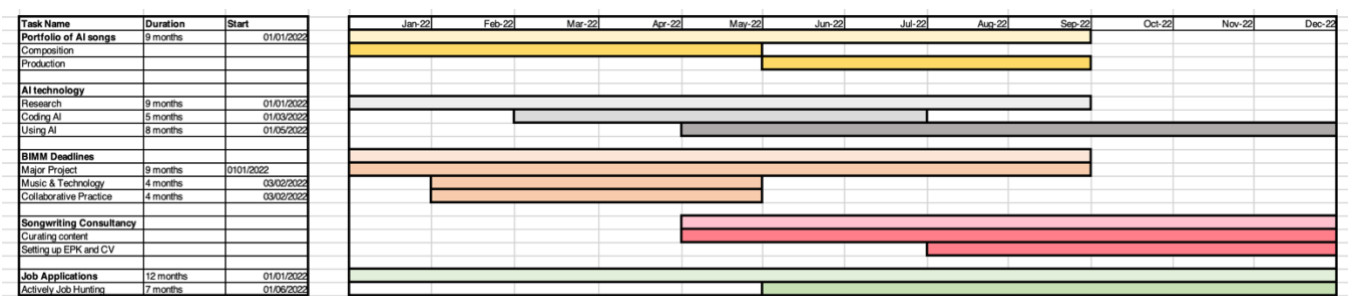 Task Name Duration Start Jan-22 Feb-22 Mar-22 Apr-22 May-22 Jun-22 Jul-22 Aug-22 Sep-22 Oct-22 Nov-22 Dec-22
Portfolio of AI songs 9 months 01/01/2022
Composition
Production
AI technology
Research 9 months 01/01/2022
Coding AI 5 months 01/03/2022
Using AI 8 months 01/05/2022
BIMM Deadlines
Major Project 9 months 0101/2022
Music & Technology 4 months 03/02/2022
Collaborative Practice 4 months 03/02/2022
Songwriting Consultancy
Curating content
Setting up EPK and CV
Job Applications 12 months 01/01/2022
Actively Job Hunting 7 months 01/06/2022